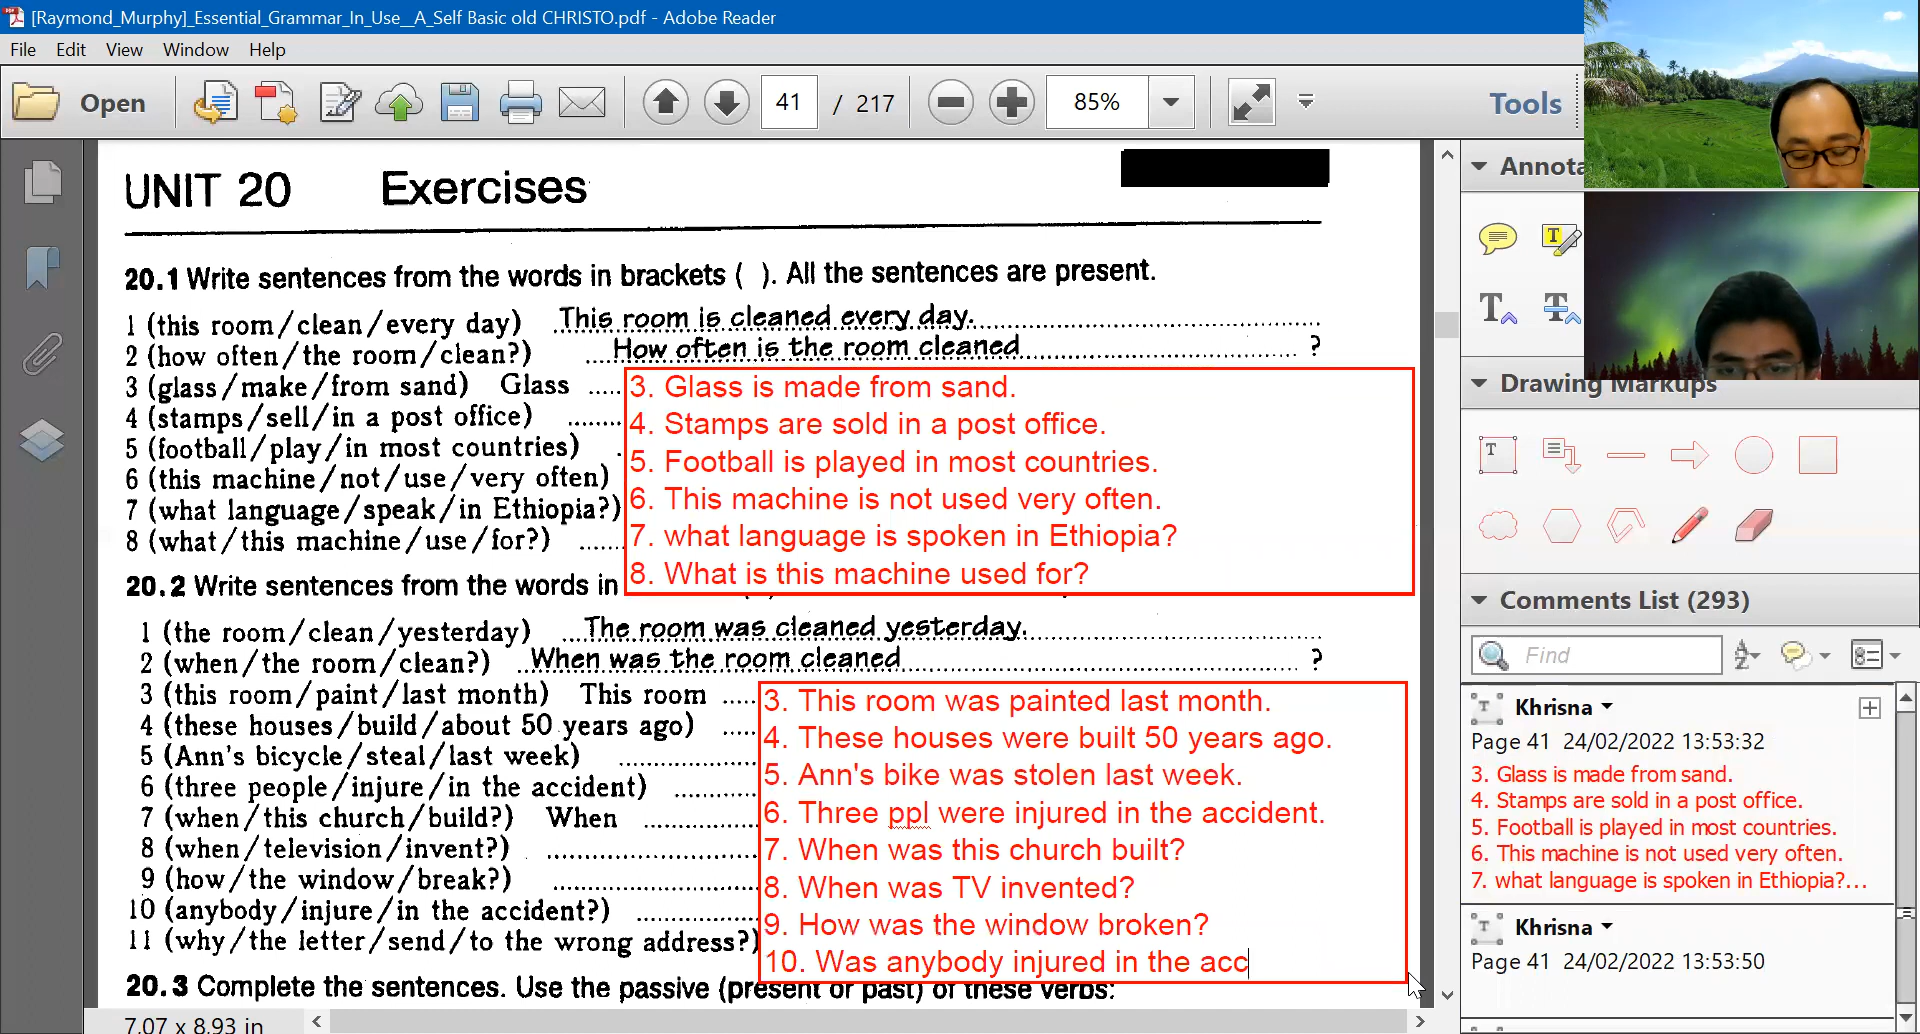 [Raymond_Murphy]_Essential_Grammar_In_Use__A_Self Basic old CHRISTO.pdf - Adobe Reader
File Edit View Window Help
Open 41 / 217 85% Tools
UNIT 20 Exercises
20.1 Write sentences from the words in brackets ( ). All the sentences are present.
1 (this room/clean/every day) This room is cleaned every day.
2 (how often/the room/clean?) How often is the room cleaned ?
3 (glass/make/from sand) Glass
4 (stamps/sell/in a post office)
5 (football/play/in most countries)
6 (this machine/not/use/very often)
7 (what language/speak/in Ethiopia?)
8 (what/this machine/use/for?)
3. Glass is made from sand.
4. Stamps are sold in a post office.
5. Football is played in most countries.
6. This machine is not used very often.
7. what language is spoken in Ethiopia?
8. What is this machine used for?
20.2 Write sentences from the words in
1 (the room/clean/yesterday) The room was cleaned yesterday.
2 (when/the room/clean?) When was the room cleaned ?
3 (this room/paint/last month) This room
4 (these houses/build/about 50 years ago)
5 (Ann's bicycle/steal/last week)
6 (three people/injure/in the accident)
7 (when/this church/build?) When
8 (when/television/invent?)
9 (how/the window/break?)
10 (anybody/injure/in the accident?)
11 (why/the letter/send/to the wrong address?)
3. This room was painted last month.
4. These houses were built 50 years ago.
5. Ann's bike was stolen last week.
6. Three ppl were injured in the accident.
7. When was this church built?
8. When was TV invented?
9. How was the window broken?
10. Was anybody injured in the acc
20.3 Complete the sentences. Use the passive (present or past) of these verbs:
7.07 x 8.93 in
Annota
Drawing Markups
Comments List (293)
Find
Khrisna
Page 41 24/02/2022 13:53:32
3. Glass is made from sand.
4. Stamps are sold in a post office.
5. Football is played in most countries.
6. This machine is not used very often.
7. what language is spoken in Ethiopia?...
Khrisna
Page 41 24/02/2022 13:53:50